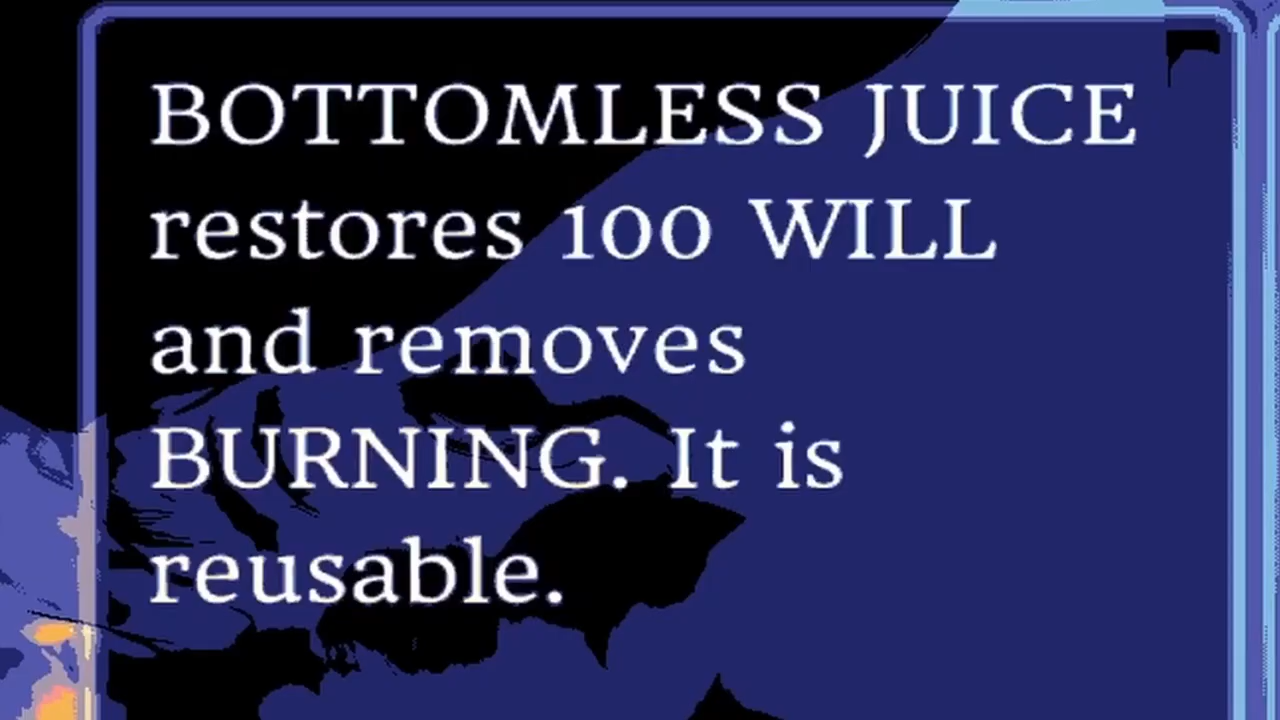 BOTTOMLESS JUICE
restores 100 WILL
and removes
BURNING. It is
reusable.